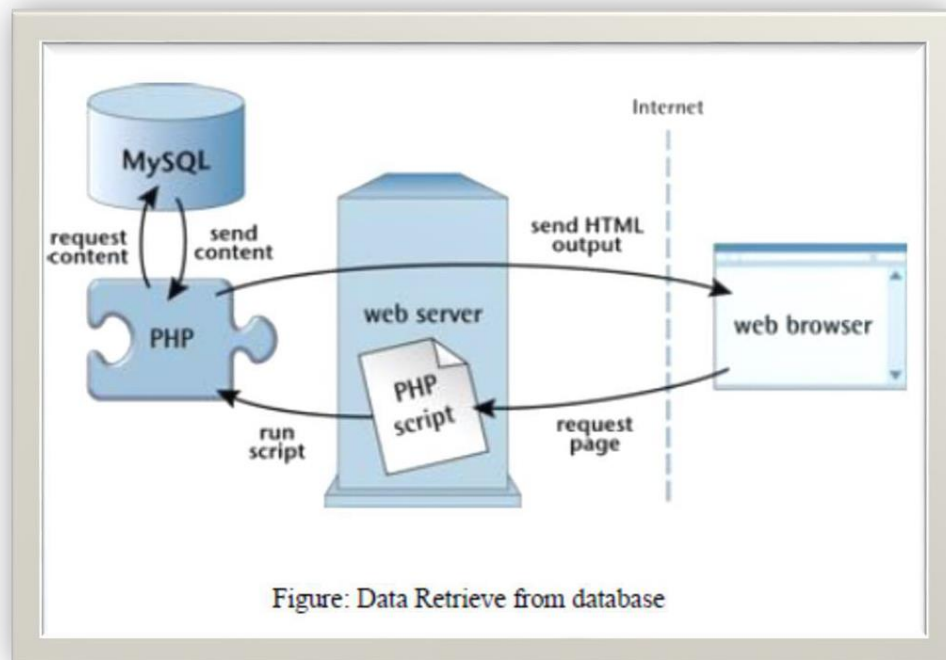 Internet
MySQL
request
content
send
content
send HTML
output
PHP
web server
web browser
PHP
script
run
script
request
page
Figure: Data Retrieve from database